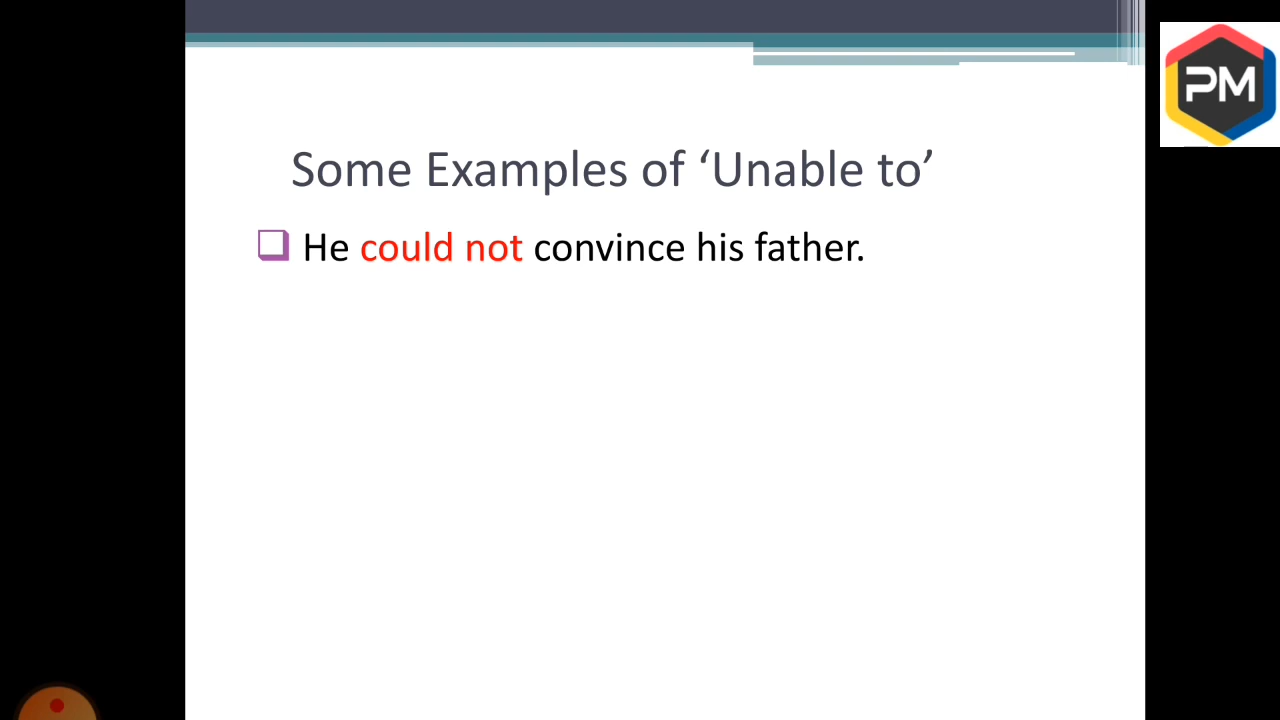 PM
Some Examples of ‘Unable to’
He could not convince his father.